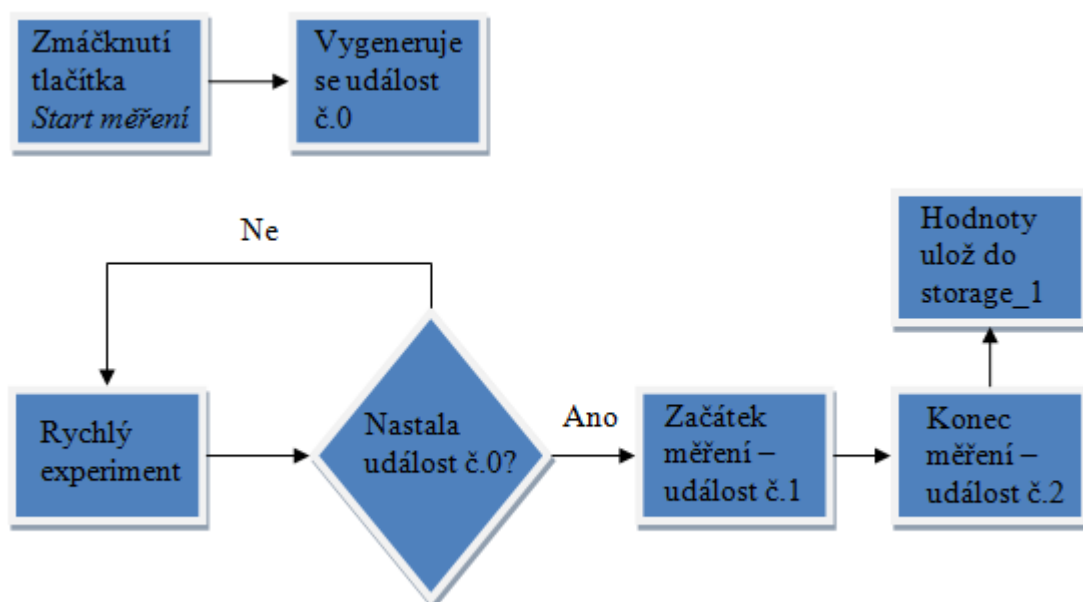 Zmáčknutí
tlačítka
Start měření
Vygeneruje
se událost
č.0
Ne
Hodnoty
ulož do
storage_1
Rychlý
experiment
Nastala
událost č.0?
Ano
Začátek
měření –
událost č.1
Konec
měření –
událost č.2